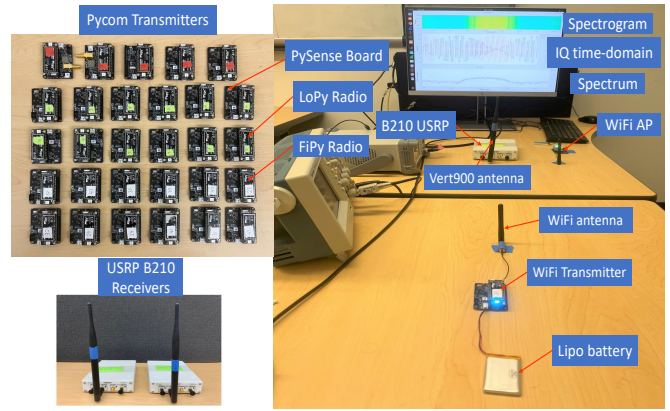 Pycom Transmitters
PySense Board
LoPy Radio
FiPy Radio
USRP B210
Receivers
Spectrogram
IQ time-domain
Spectrum
B210 USRP
WiFi AP
Vert900 antenna
WiFi antenna
WiFi Transmitter
Lipo battery